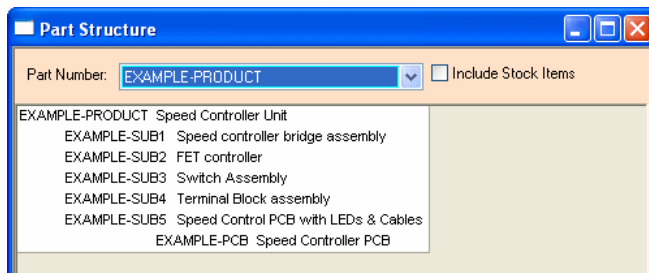 Part Structure
Part Number: EXAMPLE-PRODUCT Include Stock Items
EXAMPLE-PRODUCT Speed Controller Unit
EXAMPLE-SUB1 Speed controller bridge assembly
EXAMPLE-SUB2 FET controller
EXAMPLE-SUB3 Switch Assembly
EXAMPLE-SUB4 Terminal Block assembly
EXAMPLE-SUB5 Speed Control PCB with LEDs & Cables
EXAMPLE-PCB Speed Controller PCB